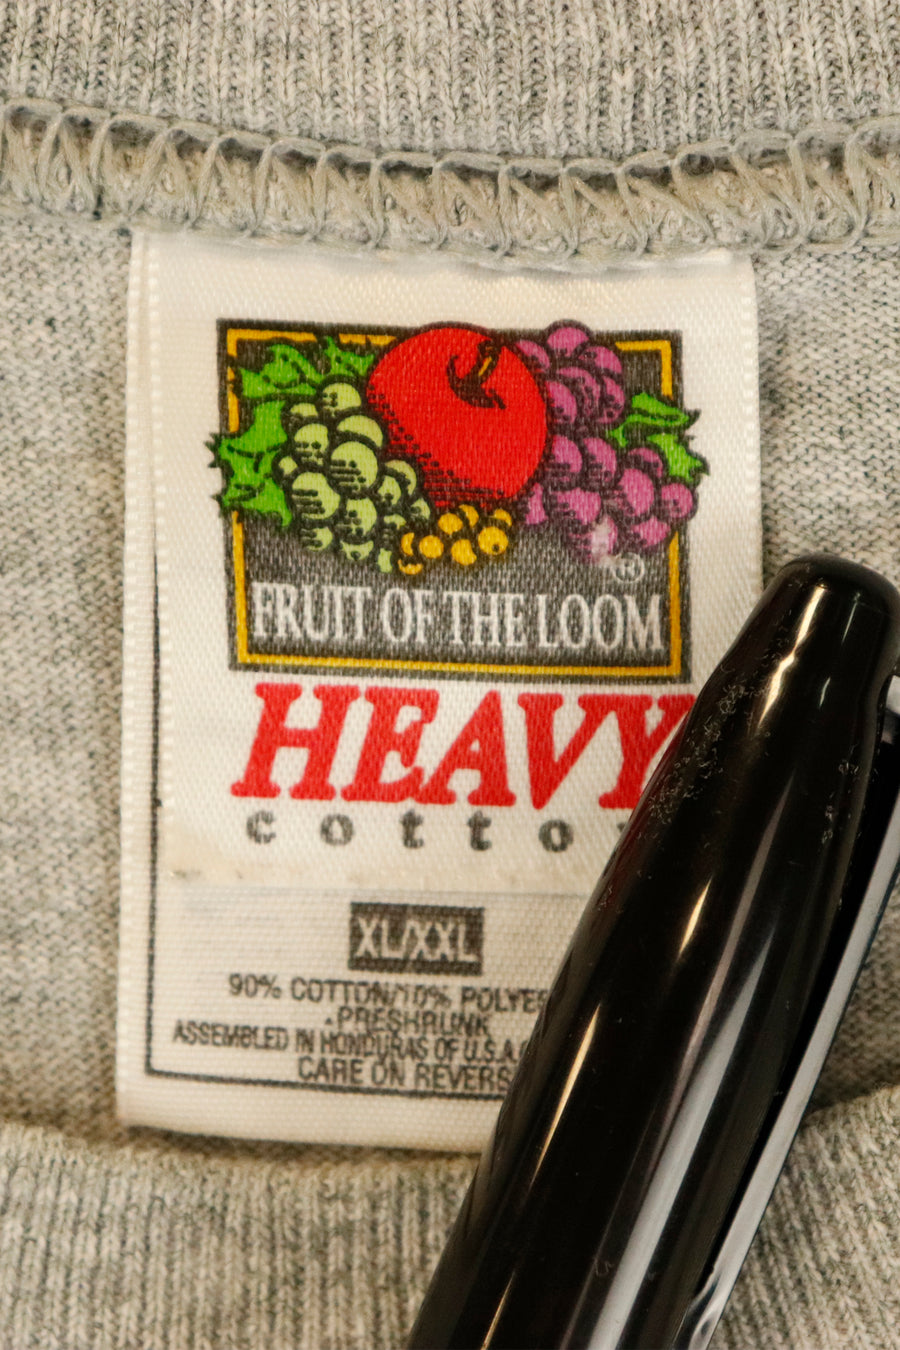 ®
FRUIT OF THE LOOM
HEAVY
cotto
XL/XXL
90% COTTON/10% POLYES
PRESHRUNK
ASSEMBLED IN HONDURAS OF U.S.A.
CARE ON REVERS